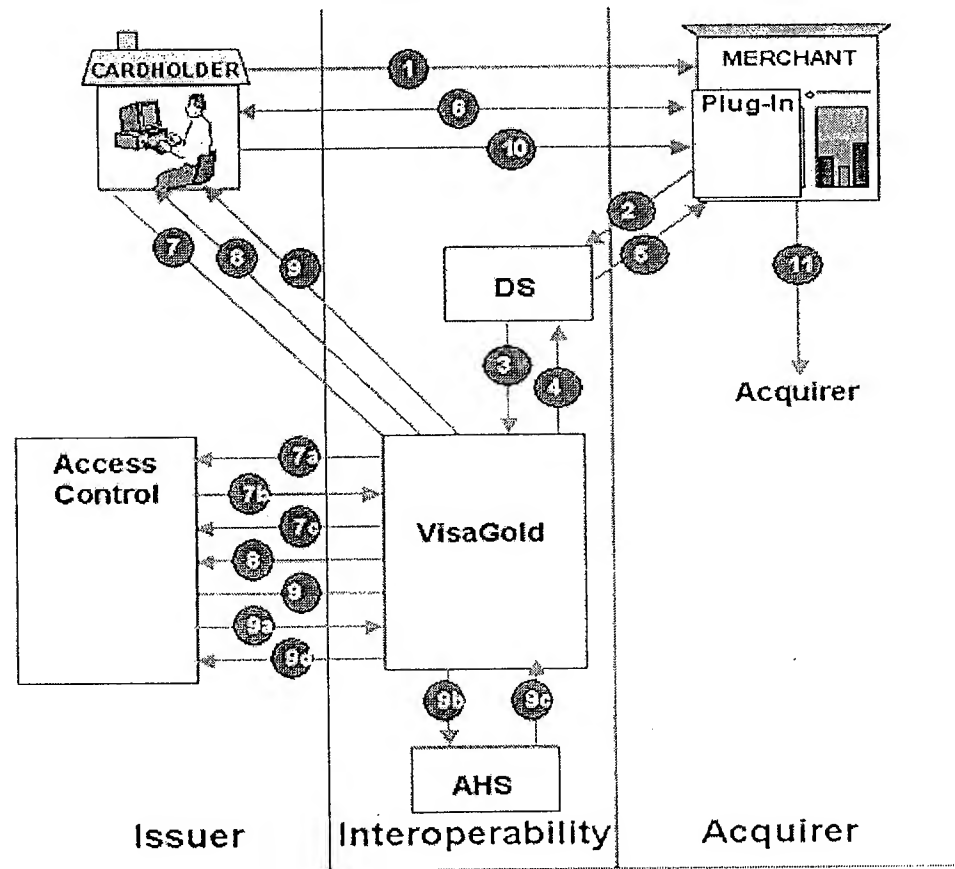 CARDHOLDER
1
MERCHANT
Plug-In
6
10
2
5
7
8
9
DS
11
3
4
Acquirer
Access
Control
7a
7b
7c
8
9
9a
9d
VisaGold
9b
9c
AHS
Issuer
Interoperability
Acquirer